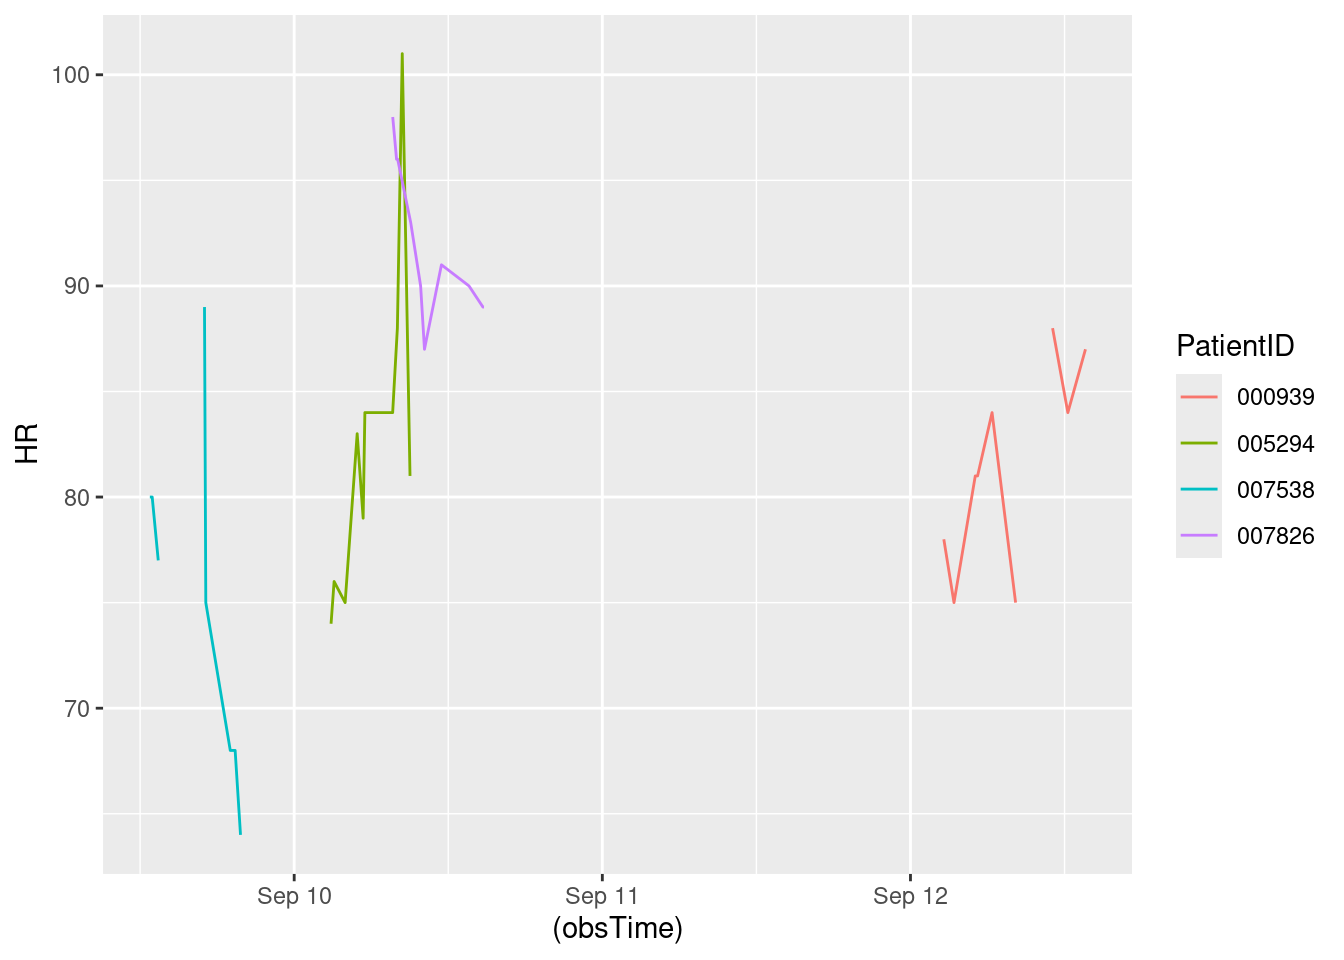 100
90
80
70
HR
Sep 10
Sep 11
Sep 12
(obsTime)
PatientID
000939
005294
007538
007826